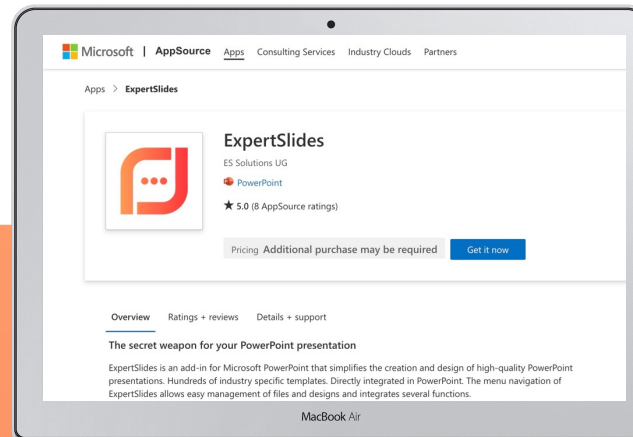 Microsoft | AppSource Apps Consulting Services Industry Clouds Partners
Apps > ExpertSlides
ExpertSlides
ES Solutions UG
PowerPoint
★ 5.0 (8 AppSource ratings)
Pricing Additional purchase may be required Get it now
Overview Ratings + reviews Details + support
The secret weapon for your PowerPoint presentation
ExpertSlides is an add-in for Microsoft PowerPoint that simplifies the creation and design of high-quality PowerPoint
presentations. Hundreds of industry specific templates. Directly integrated in PowerPoint. The menu navigation of
ExpertSlides allows easy management of files and designs and integrates several functions.
MacBook Air